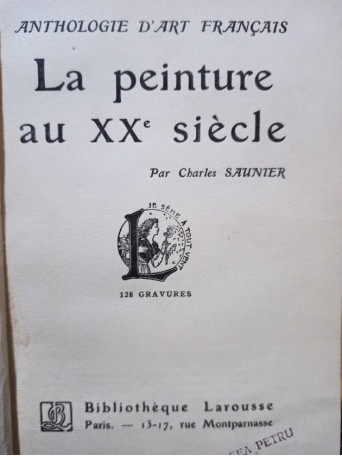 ANTHOLOGIE D'ART FRANÇAIS
La peinture
au XXe siècle
Par Charles SAUNIER
JE SÈME À TOUT VENT
128 GRAVURES
Bibliothèque Larousse
Paris. — 13-17, rue Montparnasse
PETRU